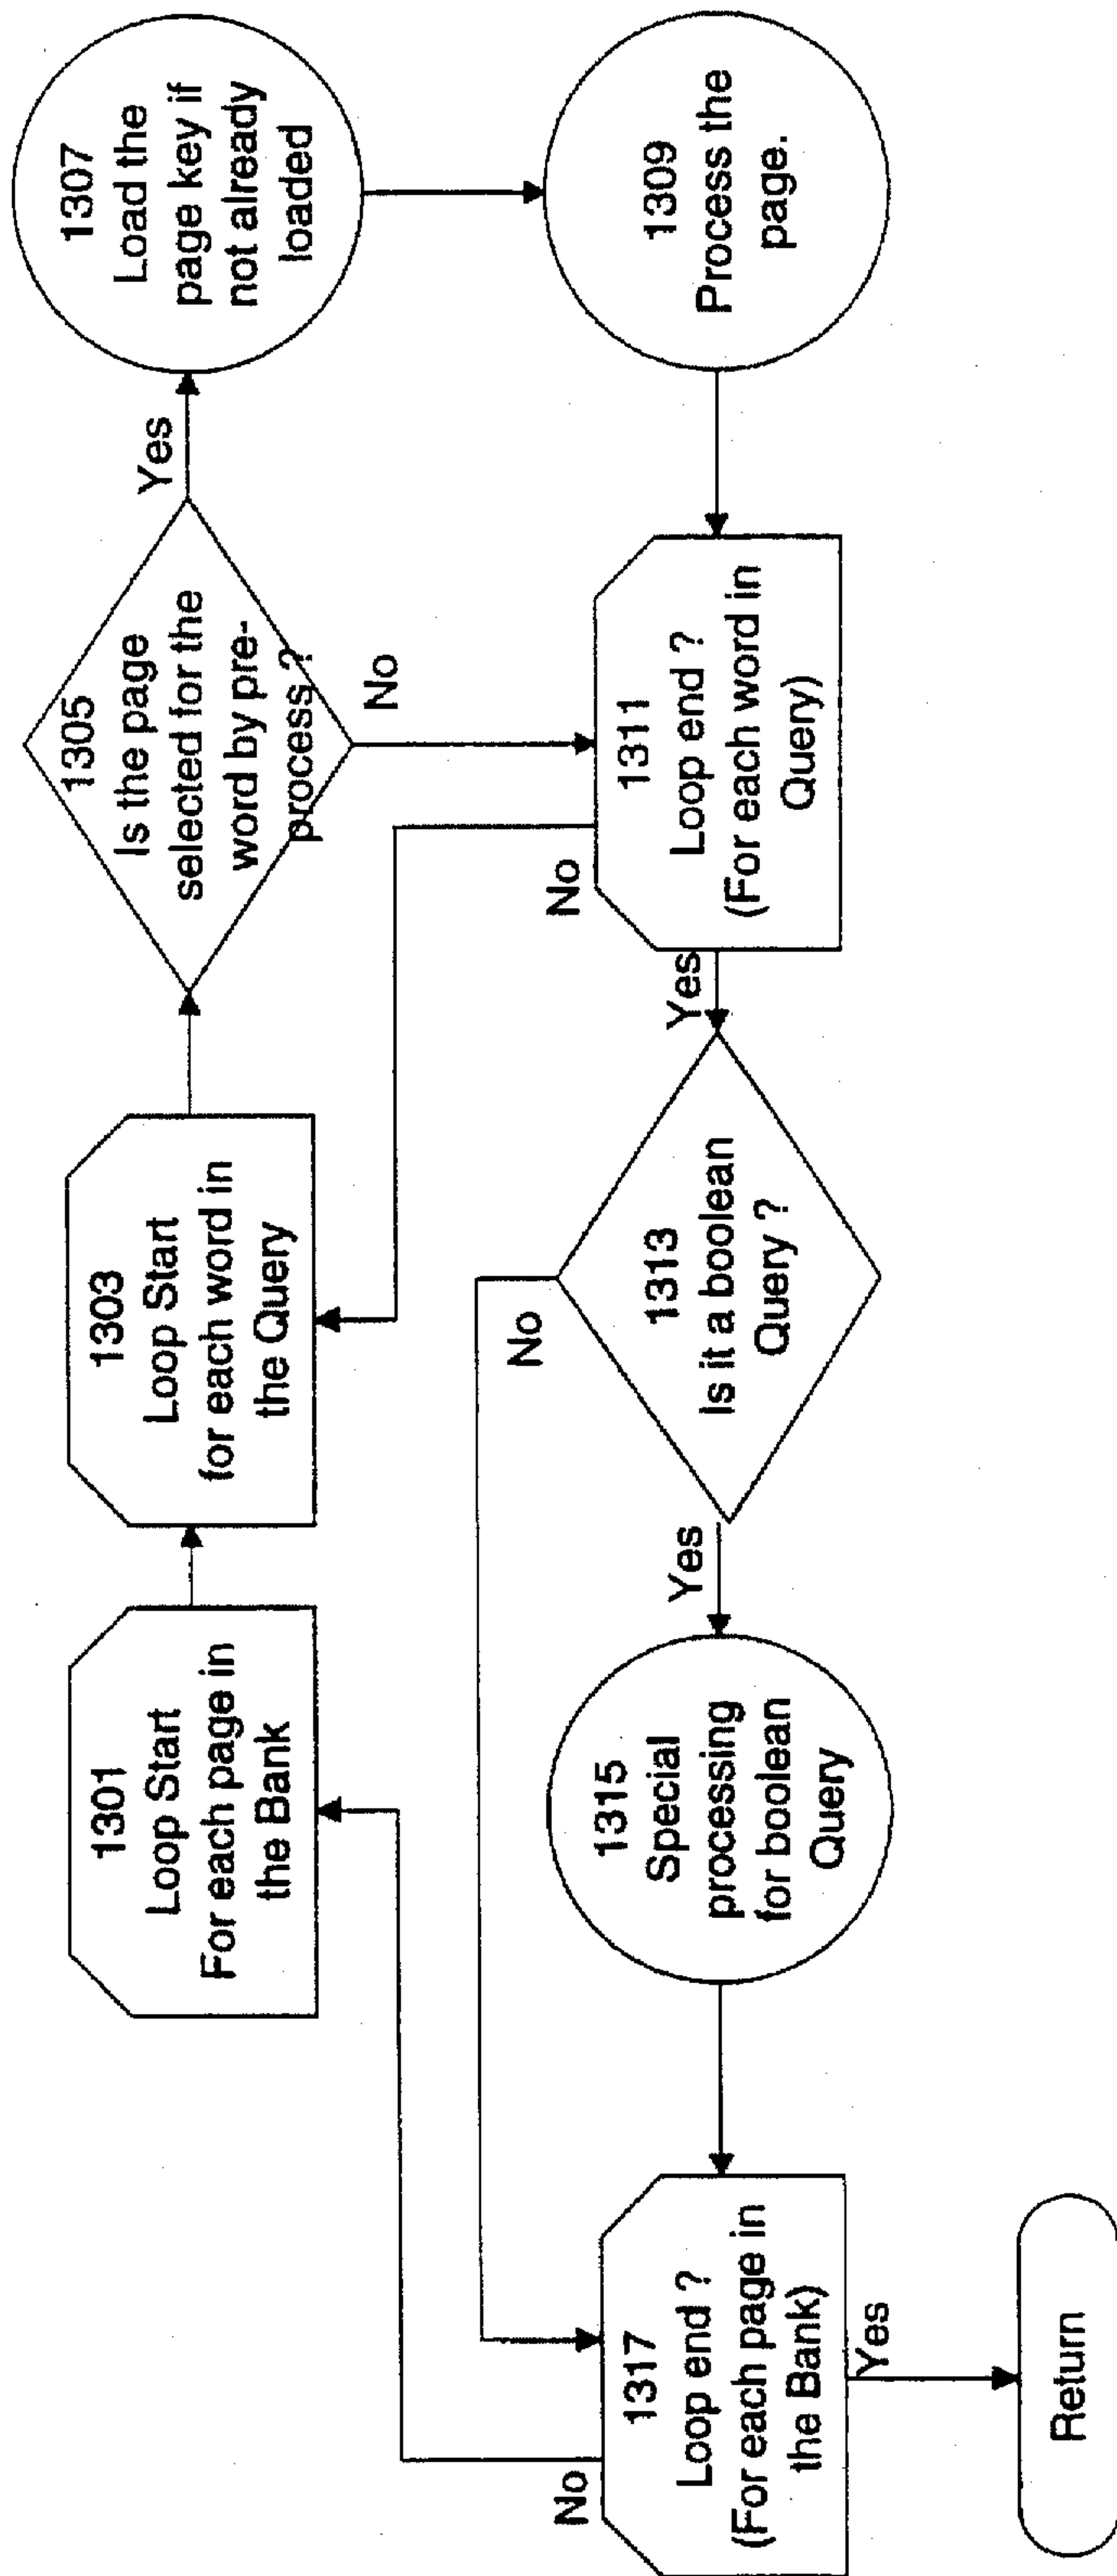 1301
Loop Start
For each page in
the Bank
1303
Loop Start
for each word in
the Query
1305
Is the page
selected for the
word by pre-
process ?
Yes
No
1307
Load the
page key if
not already
loaded
1309
Process the
page.
1311
Loop end ?
(For each word in
Query)
No
Yes
1313
Is it a boolean
Query ?
No
Yes
1315
Special
processing
for boolean
Query
1317
Loop end ?
(For each page in
the Bank)
No
Yes
Return